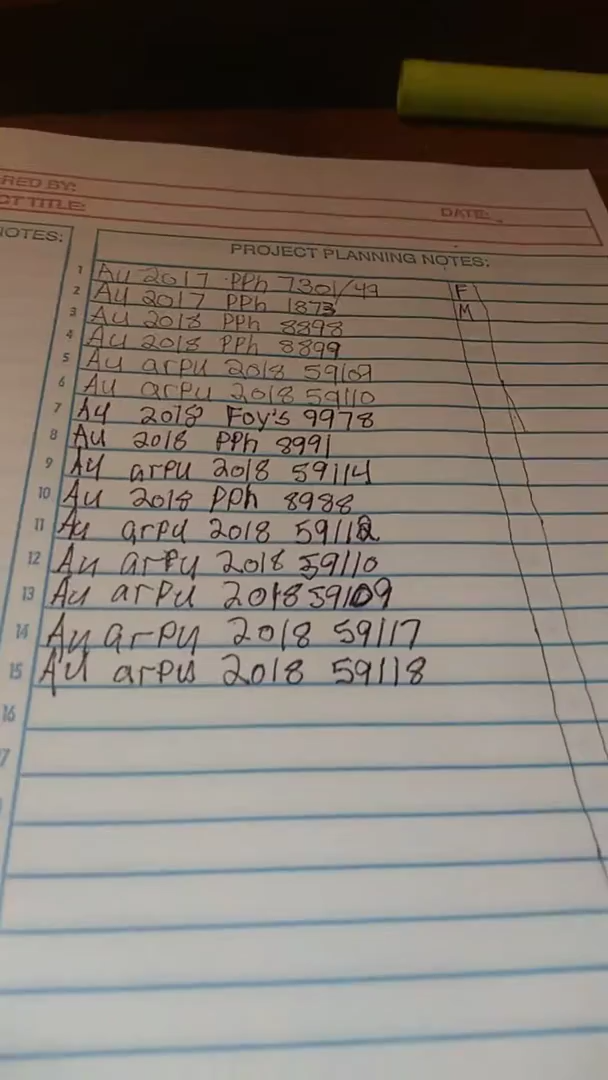 RED BY:
OT TITLE:
DATE:
NOTES:
PROJECT PLANNING NOTES:
1 AU 2017 PPh 7301/49 F
2 AU 2017 PPh 1873 M
3 AU 2018 PPh 8898
4 AU 2018 PPh 8899
5 AU arpu 2018 59109
6 AU arpu 2018 59110
7 AU 2018 Foy's 9978
8 AU 2018 PPh 8991
9 AU arpu 2018 59114
10 AU 2018 PPh 8988
11 Au arpu 2018 59112
12 Au arpu 2018 59110
13 Au arpu 2018 59109
14 Au arpu 2018 59117
15 AU arpu 2018 59118
16
7